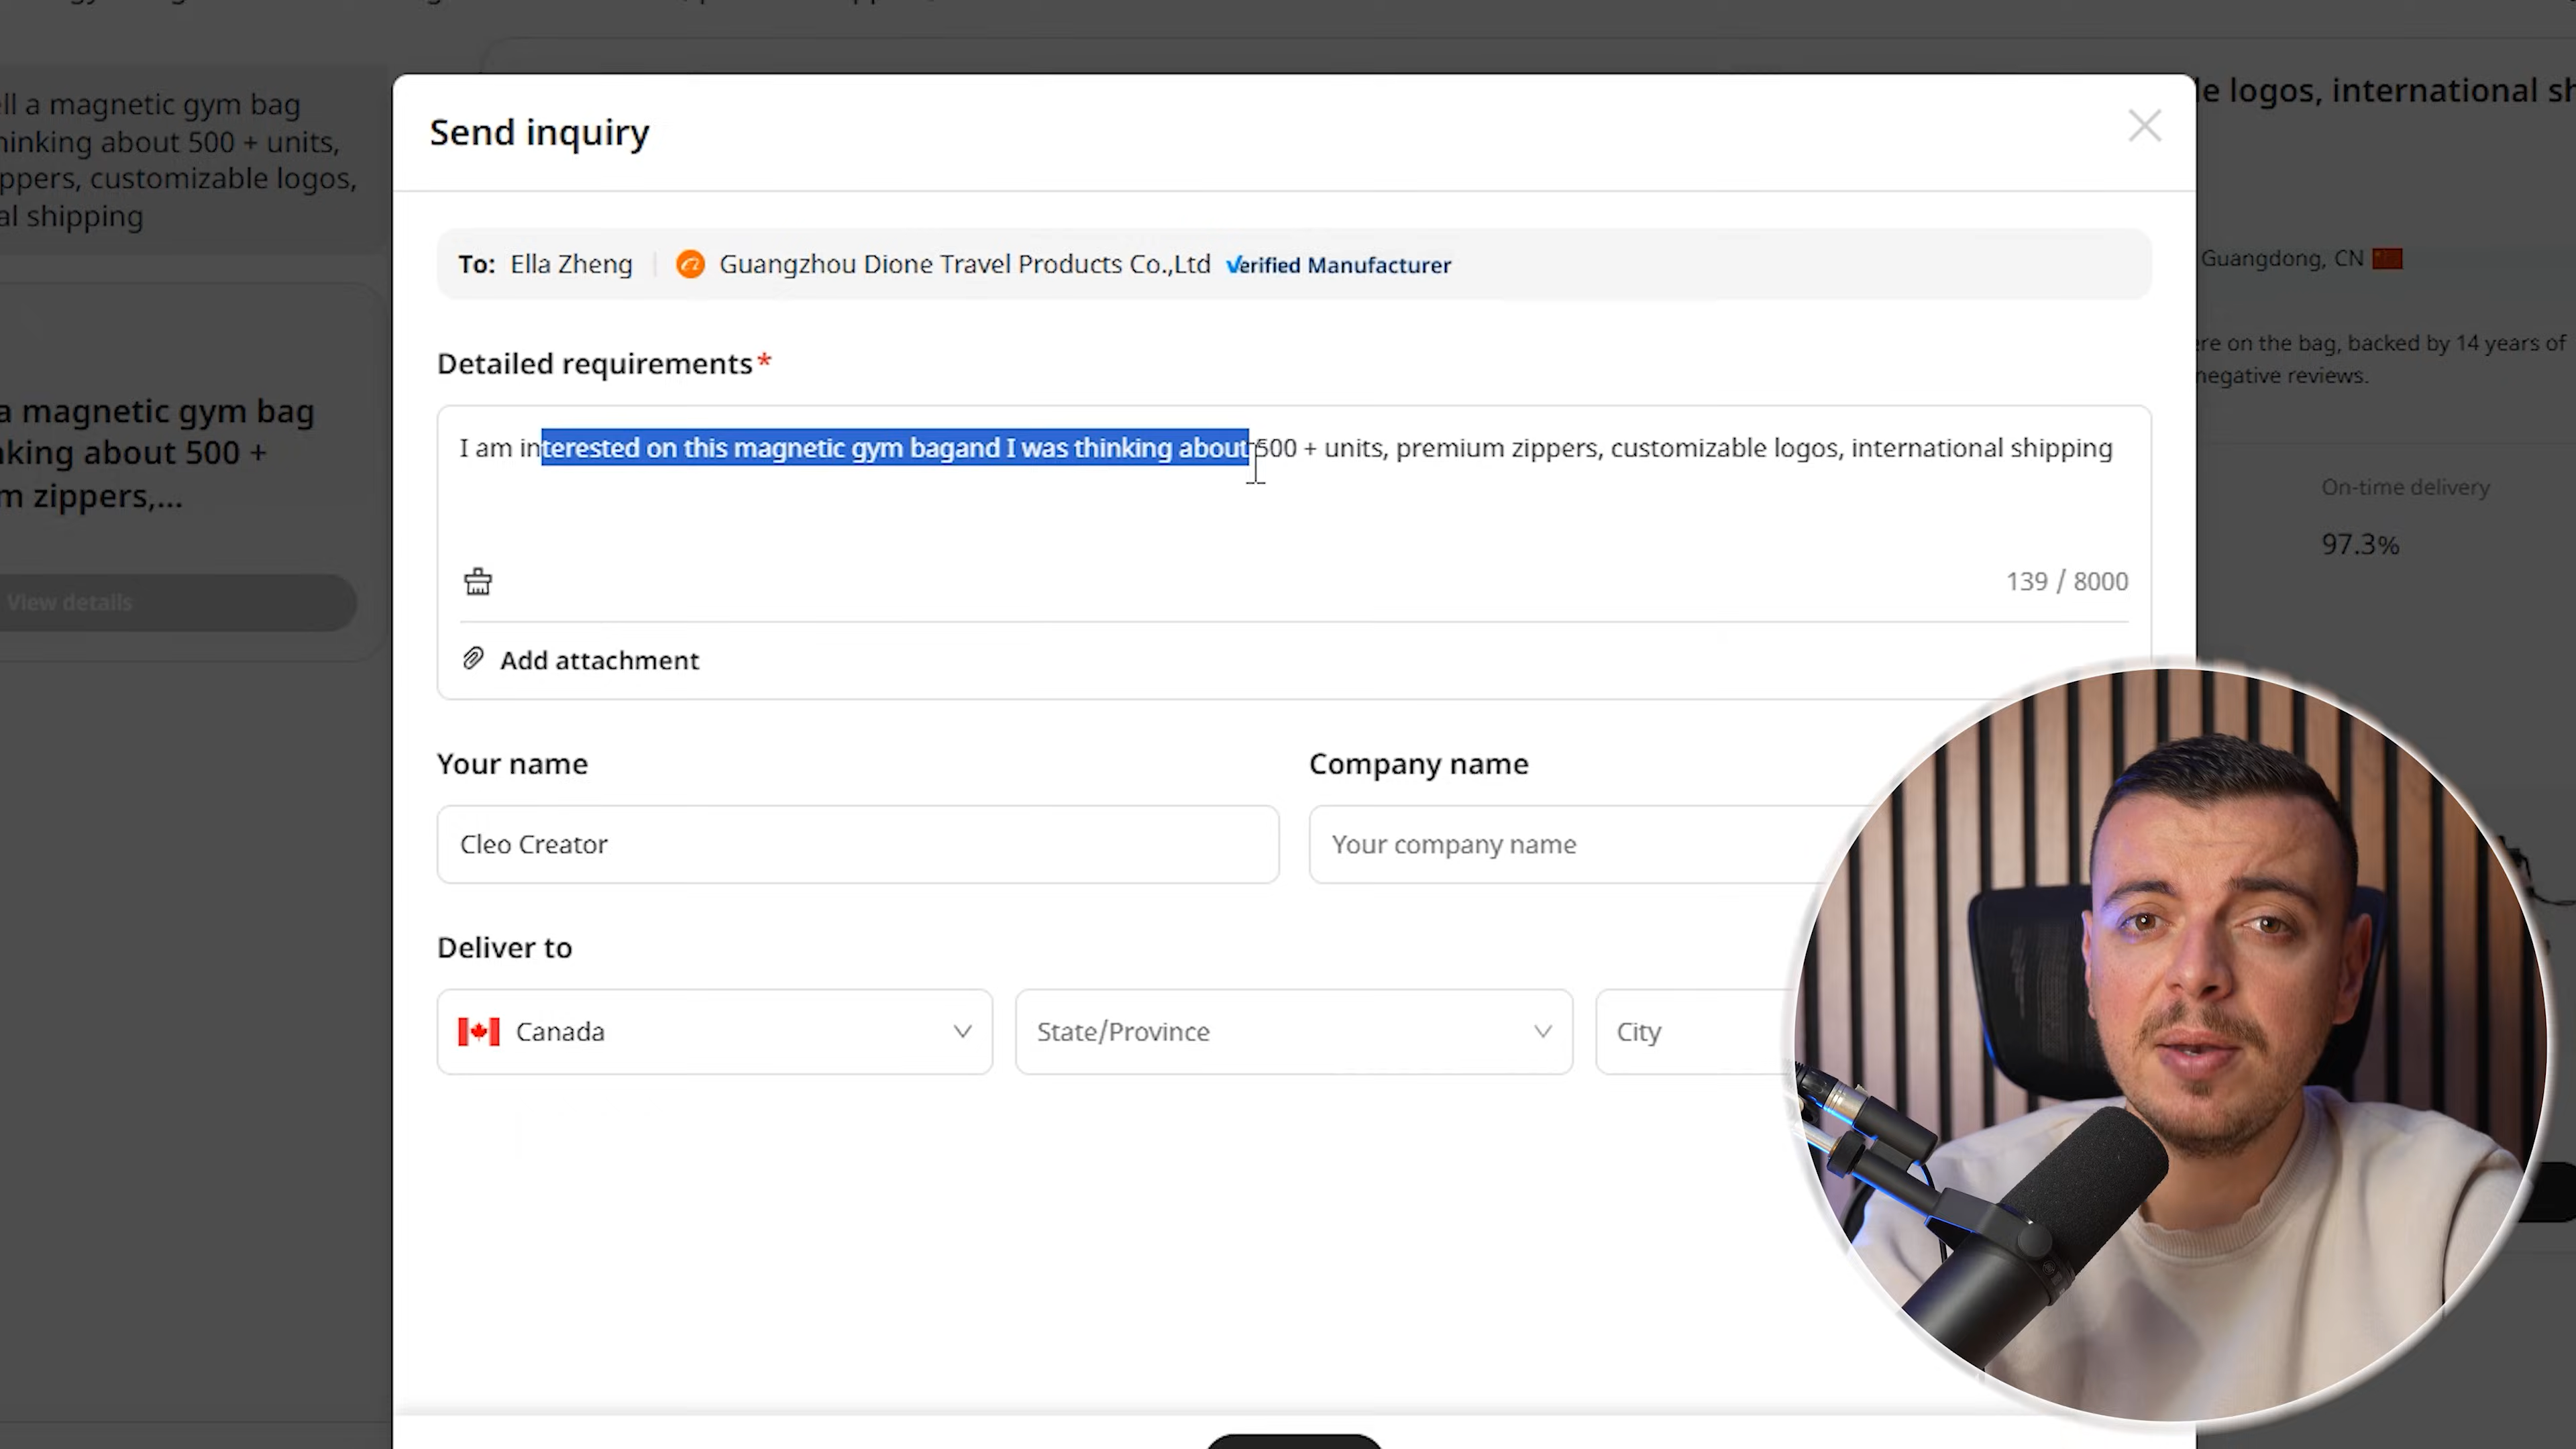 ll a magnetic gym bag
hinking about 500 + units,
ppers, customizable logos,
al shipping
a magnetic gym bag
nking about 500 +
m zippers,...
View details
Send inquiry
To: Ella Zheng
Guangzhou Dione Travel Products Co.,Ltd
Verified Manufacturer
Detailed requirements*
I am interested on this magnetic gym bagand I was thinking about 500 + units, premium zippers, customizable logos, international shipping
139 / 8000
Add attachment
Your name
Cleo Creator
Company name
Your company name
Deliver to
Canada
State/Province
City
le logos, international sh
Guangdong, CN
ere on the bag, backed by 14 years of
negative reviews.
On-time delivery
97.3%